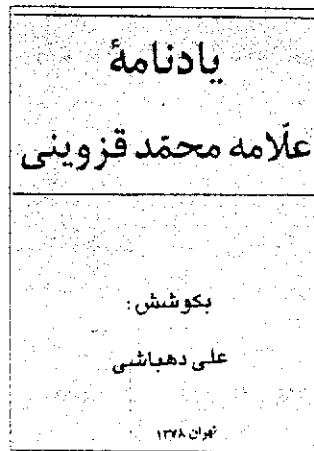 یادنامهٔ
علّامه محمّد قزوینی
بکوشش:
علی دهباشی
تهران ۱۳۷۸